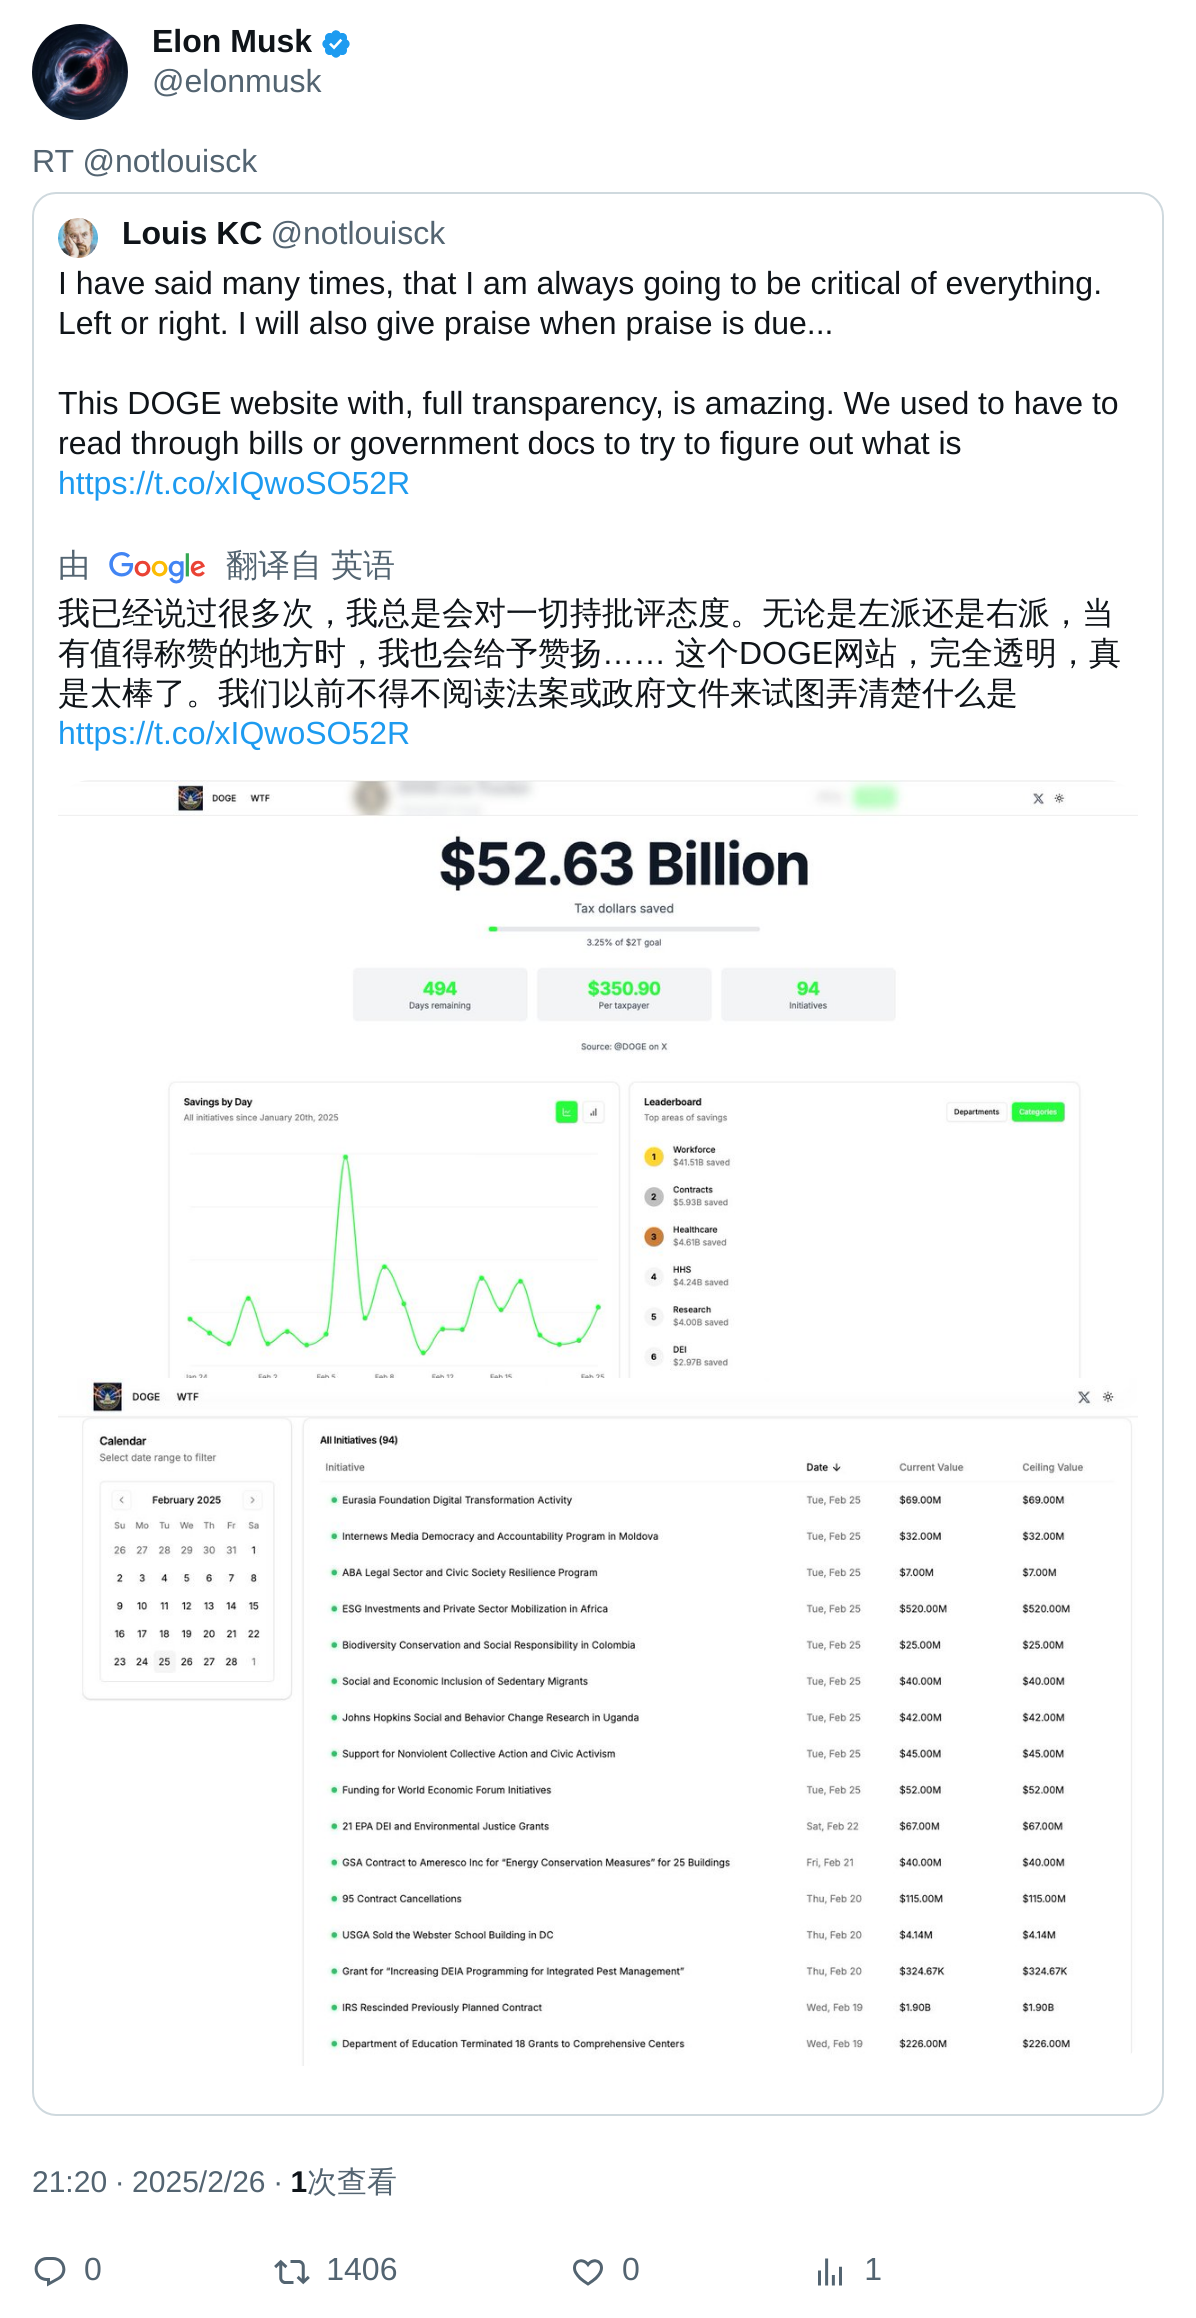 Elon Musk
@elonmusk
RT @notlouisck
Louis KC @notlouisck
I have said many times, that I am always going to be critical of everything.
Left or right. I will also give praise when praise is due...
This DOGE website with, full transparency, is amazing. We used to have to
read through bills or government docs to try to figure out what is
https://t.co/xIQwoSO52R
由 Google 翻译自 英语
我已经说过很多次，我总是会对一切持批评态度。无论是左派还是右派，当
有值得称赞的地方时，我也会给予赞扬…… 这个DOGE网站，完全透明，真
是太棒了。我们以前不得不阅读法案或政府文件来试图弄清楚什么是
https://t.co/xIQwoSO52R
DOGE WTF
$52.63 Billion
Tax dollars saved
3.25% of $2T goal
494 $350.90 94
Days remaining Per taxpayer Initiatives
Source: @DOGE on X
Savings by Day
All initiatives since January 20th, 2025
Jan 24 Feb 2 Feb 5 Feb 8 Feb 12 Feb 15 Feb 25
Leaderboard
Top areas of savings
Departments Categories
1 Workforce
$41.51B saved
2 Contracts
$5.93B saved
3 Healthcare
$4.61B saved
4 HHS
$4.24B saved
5 Research
$4.00B saved
6 DEI
$2.97B saved
DOGE WTF
Calendar
Select date range to filter
February 2025
Su Mo Tu We Th Fr Sa
26 27 28 29 30 31 1
2 3 4 5 6 7 8
9 10 11 12 13 14 15
16 17 18 19 20 21 22
23 24 25 26 27 28 1
All Initiatives (94)
Initiative Date ↓ Current Value Ceiling Value
Eurasia Foundation Digital Transformation Activity Tue, Feb 25 $69.00M $69.00M
Internews Media Democracy and Accountability Program in Moldova Tue, Feb 25 $32.00M $32.00M
ABA Legal Sector and Civic Society Resilience Program Tue, Feb 25 $7.00M $7.00M
ESG Investments and Private Sector Mobilization in Africa Tue, Feb 25 $520.00M $520.00M
Biodiversity Conservation and Social Responsibility in Colombia Tue, Feb 25 $25.00M $25.00M
Social and Economic Inclusion of Sedentary Migrants Tue, Feb 25 $40.00M $40.00M
Johns Hopkins Social and Behavior Change Research in Uganda Tue, Feb 25 $42.00M $42.00M
Support for Nonviolent Collective Action and Civic Activism Tue, Feb 25 $45.00M $45.00M
Funding for World Economic Forum Initiatives Tue, Feb 25 $52.00M $52.00M
21 EPA DEI and Environmental Justice Grants Sat, Feb 22 $67.00M $67.00M
GSA Contract to Ameresco Inc for “Energy Conservation Measures” for 25 Buildings Fri, Feb 21 $40.00M $40.00M
95 Contract Cancellations Thu, Feb 20 $115.00M $115.00M
USGA Sold the Webster School Building in DC Thu, Feb 20 $4.14M $4.14M
Grant for “Increasing DEIA Programming for Integrated Pest Management” Thu, Feb 20 $324.67K $324.67K
IRS Rescinded Previously Planned Contract Wed, Feb 19 $1.90B $1.90B
Department of Education Terminated 18 Grants to Comprehensive Centers Wed, Feb 19 $226.00M $226.00M
21:20 · 2025/2/26 · 1次查看
0 1406 0 1